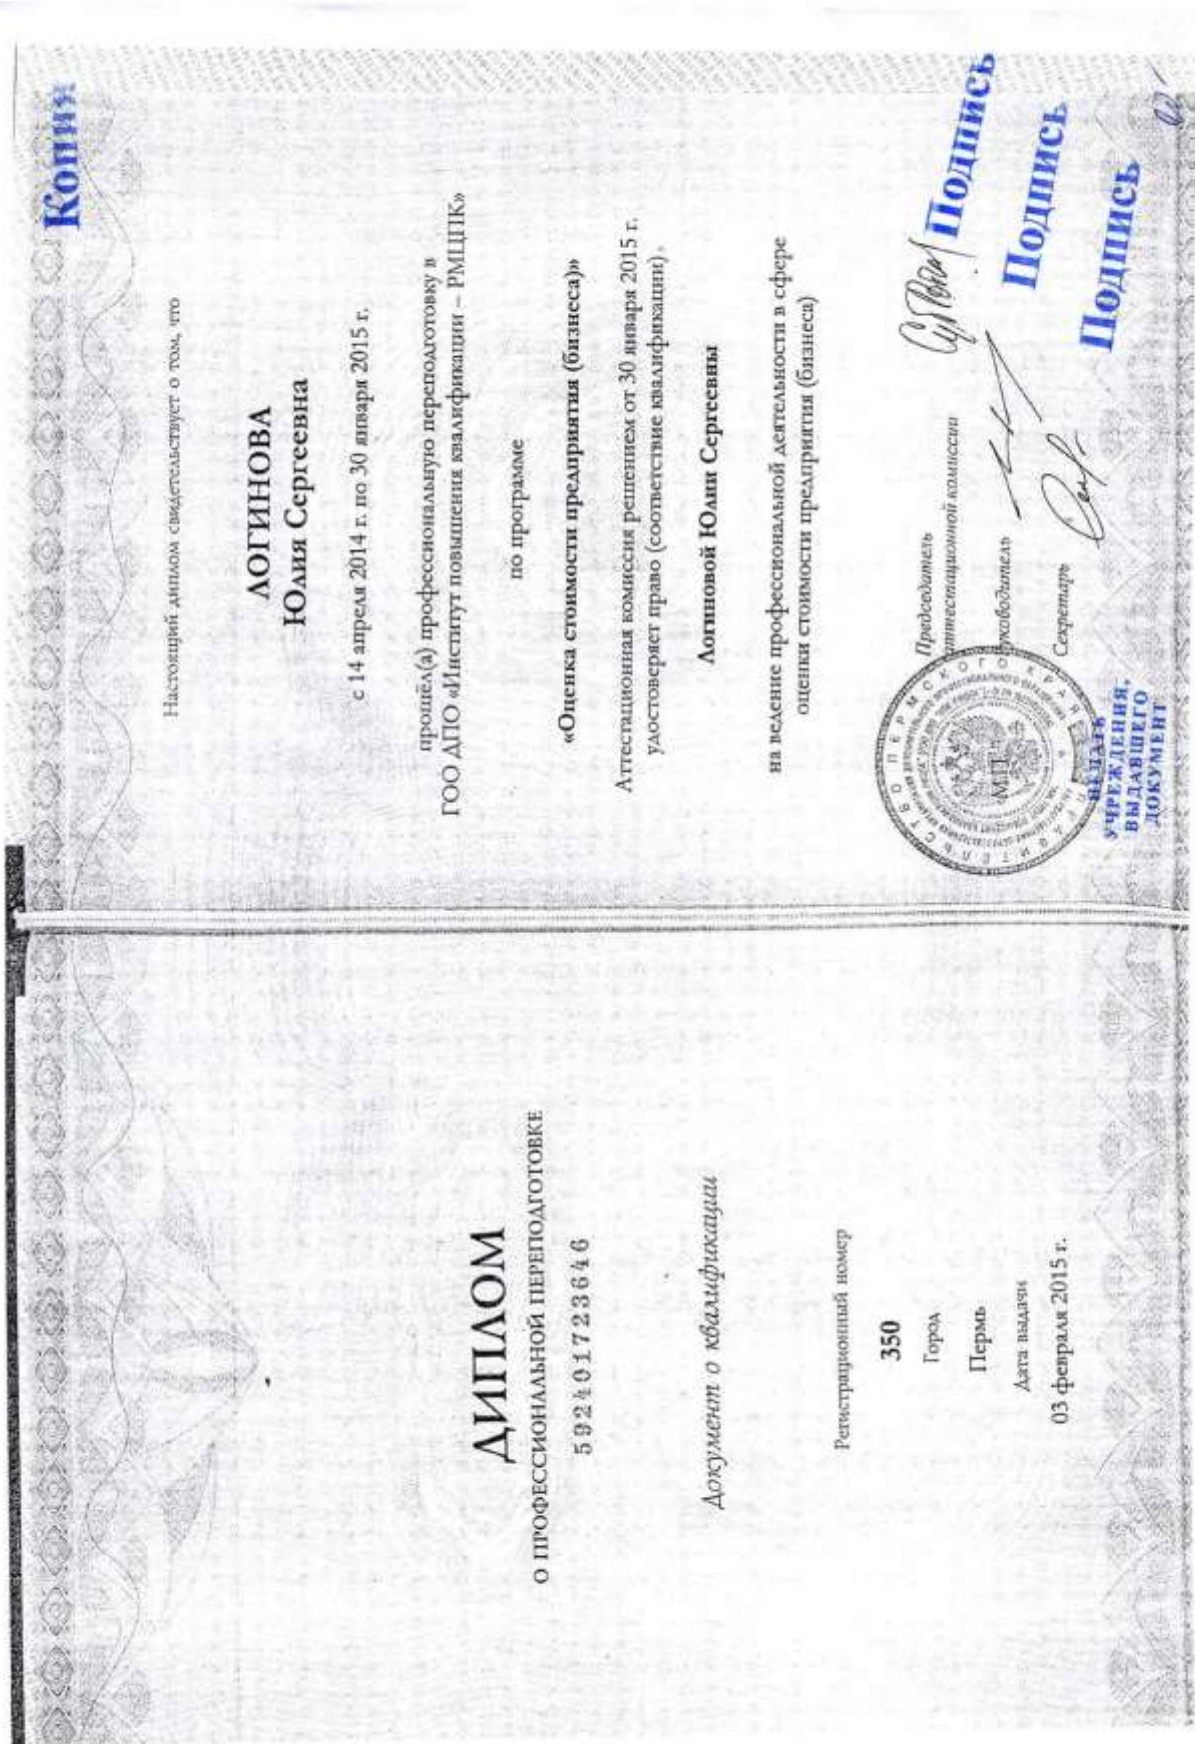 ДИПЛОМ
О ПРОФЕССИОНАЛЬНОЙ ПЕРЕПОДГОТОВКЕ
592401723646
Документ о квалификации
Регистрационный номер
350
Город
Пермь
Дата выдачи
03 февраля 2015 г.
Копия
Настоящий диплом свидетельствует о том, что
ЛОГИНОВА
Юлия Сергеевна
с 14 апреля 2014 г. по 30 января 2015 г.
прошёл(а) профессиональную переподготовку в
ГОО ДПО «Институт повышения квалификации – РМЦПК»
по программе
«Оценка стоимости предприятия (бизнеса)»
Аттестационная комиссия решением от 30 января 2015 г.
удостоверяет право (соответствие квалификации)
Логиновой Юлии Сергеевны
на ведение профессиональной деятельности в сфере
оценки стоимости предприятия (бизнеса)
Председатель
аттестационной комиссии
Подпись
Руководитель
Подпись
Секретарь
Подпись
М.П.
ПРАВИТЕЛЬСТВО ПЕРМСКОГО КРАЯ
ПЕЧАТЬ
УЧРЕЖДЕНИЯ,
ВЫДАВШЕГО
ДОКУМЕНТ